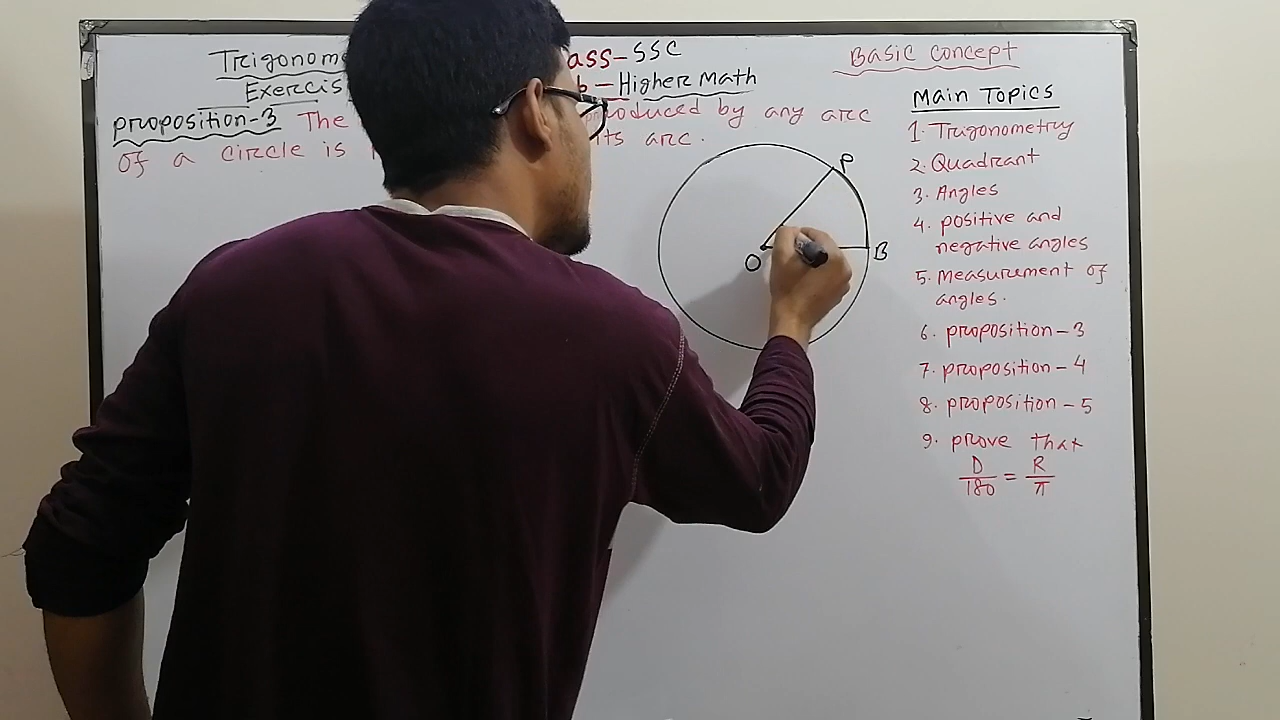 Trigonom
ass-SSC
Exercis
b-Higher Math
Basic Concept
proposition-3 The
roduced by any arc
of a circle is
its arc.
P
O
B
Main Topics
1. Trigonometry
2. Quadrant
3. Angles
4. positive and
negative angles
5. Measurement of
angles.
6. proposition-3
7. proposition-4
8. proposition-5
9. prove that
D/180 = R/π